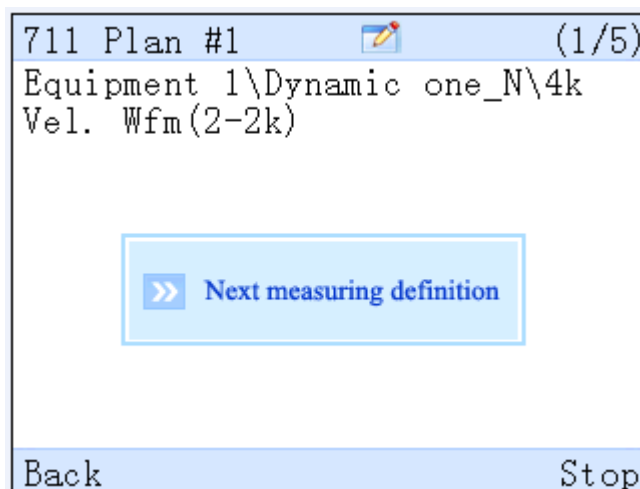 711 Plan #1 (1/5)
Equipment 1\Dynamic one_N\4k
Vel. Wfm(2-2k)
Next measuring definition
Back Stop